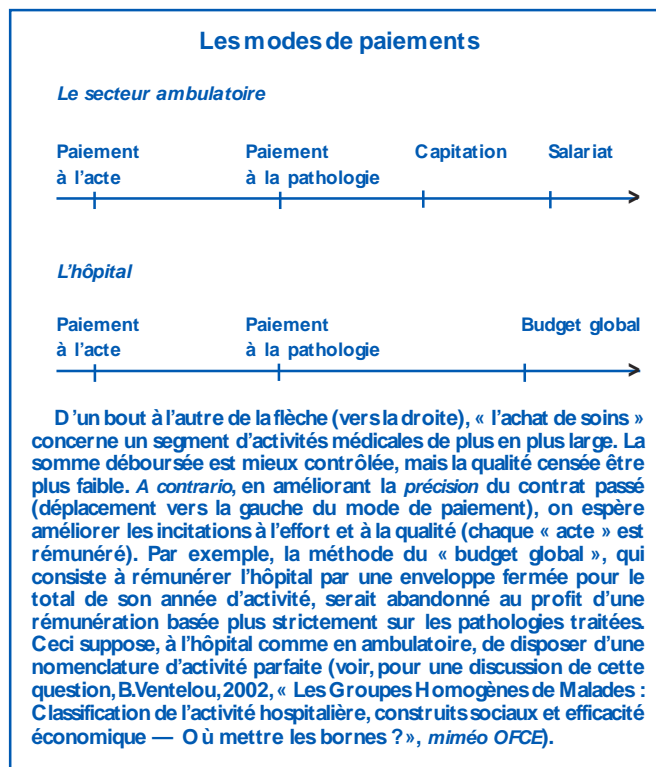 Les modes de paiements
Le secteur ambulatoire
Paiement à l'acte
Paiement à la pathologie
Capitation
Salariat
L'hôpital
Paiement à l'acte
Paiement à la pathologie
Budget global
D'un bout à l'autre de la flèche (vers la droite), « l'achat de soins »
concerne un segment d'activités médicales de plus en plus large. La
somme déboursée est mieux contrôlée, mais la qualité censée être
plus faible. A contrario, en améliorant la précision du contrat passé
(déplacement vers la gauche du mode de paiement), on espère
améliorer les incitations à l'effort et à la qualité (chaque « acte » est
rémunéré). Par exemple, la méthode du « budget global », qui
consiste à rémunérer l'hôpital par une enveloppe fermée pour le
total de son année d'activité, serait abandonné au profit d'une
rémunération basée plus strictement sur les pathologies traitées.
Ceci suppose, à l'hôpital comme en ambulatoire, de disposer d'une
nomenclature d'activité parfaite (voir, pour une discussion de cette
question, B.Ventelou, 2002, « Les Groupes Homogènes de Malades :
Classification de l'activité hospitalière, construits sociaux et efficacité
économique — Où mettre les bornes ? », miméo OFCE).